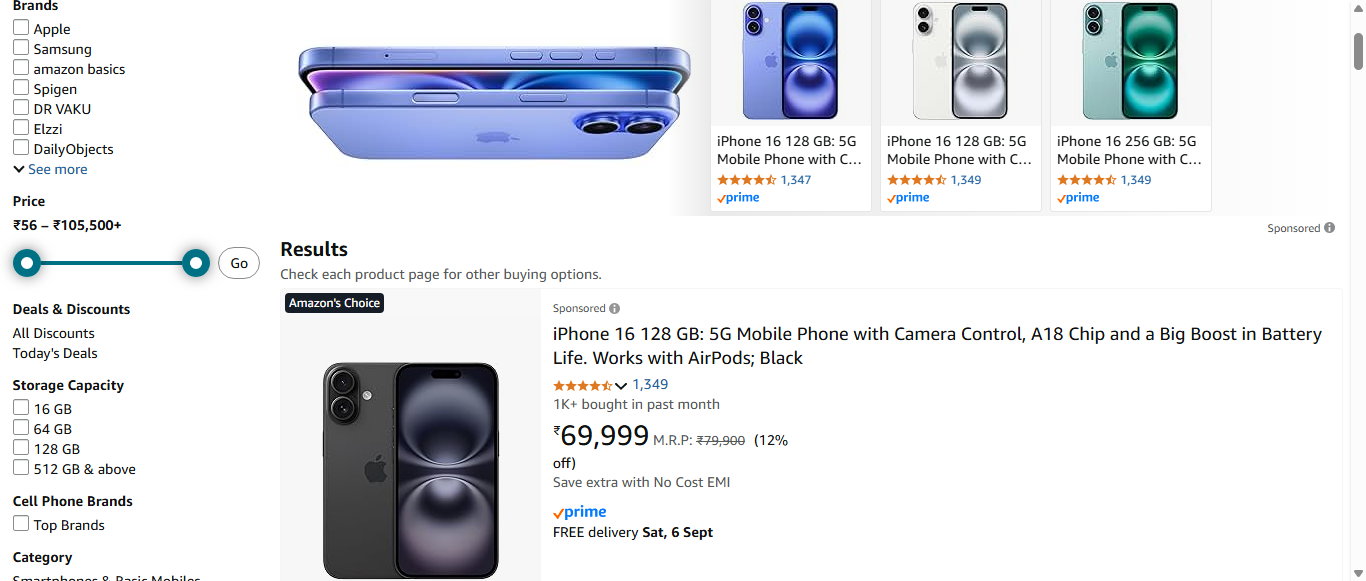 Brands
Apple
Samsung
amazon basics
Spigen
DR VAKU
Elzzi
DailyObjects
See more
Price
₹56 – ₹105,500+
Go
Deals & Discounts
All Discounts
Today's Deals
Storage Capacity
16 GB
64 GB
128 GB
512 GB & above
Cell Phone Brands
Top Brands
Category
Smartphones & Basic Mobiles
iPhone 16 128 GB: 5G
Mobile Phone with C...
1,347
prime
iPhone 16 128 GB: 5G
Mobile Phone with C...
1,349
prime
iPhone 16 256 GB: 5G
Mobile Phone with C...
1,349
prime
Sponsored
Results
Check each product page for other buying options.
Amazon's Choice
Sponsored
iPhone 16 128 GB: 5G Mobile Phone with Camera Control, A18 Chip and a Big Boost in Battery
Life. Works with AirPods; Black
1,349
1K+ bought in past month
₹69,999 M.R.P: ₹79,900 (12%
off)
Save extra with No Cost EMI
prime
FREE delivery Sat, 6 Sept